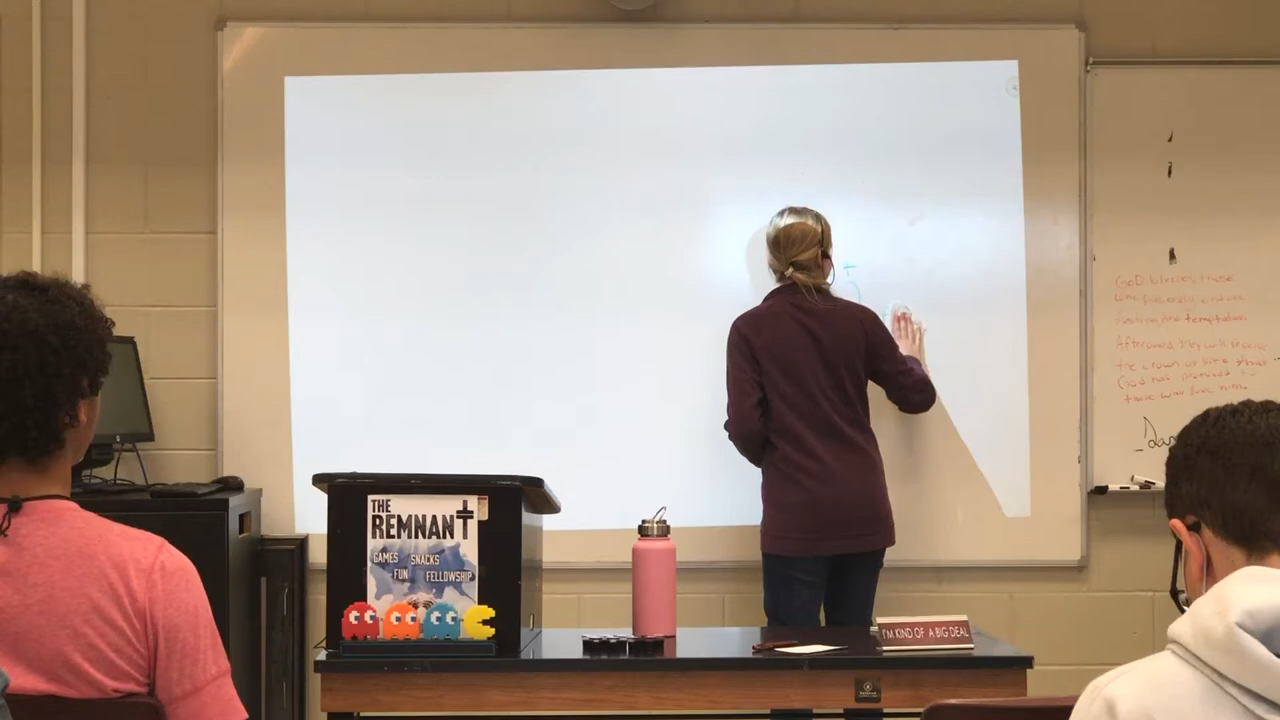 THE
REMNANT
GAMES SNACKS
FUN FELLOWSHIP
I'M KIND OF A BIG DEAL
GOD blesses those
who patiently endure
testing and temptation
Afterward they will receive
the crown of life that
God has promised to
those who love him.